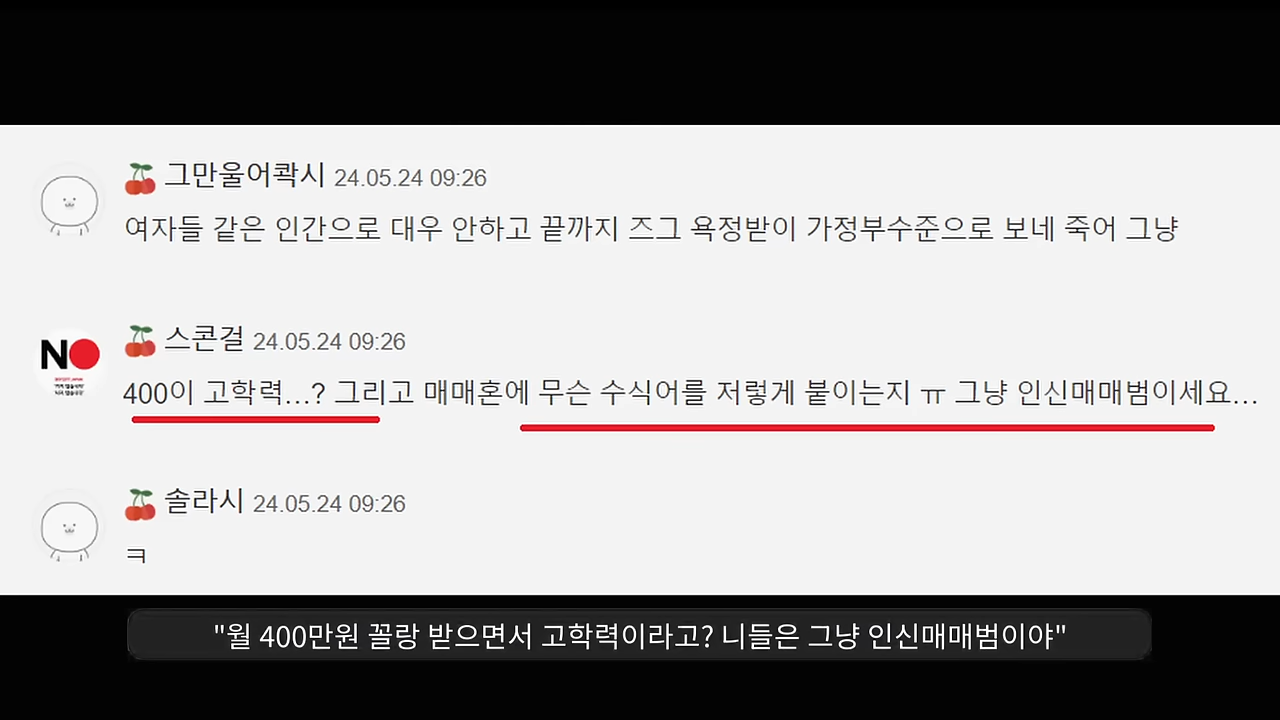 그만울어콱시 24.05.24 09:26
여자들 같은 인간으로 대우 안하고 끝까지 즈그 욕정받이 가정부수준으로 보네 죽어 그냥
NO
스콘걸 24.05.24 09:26
400이 고학력...? 그리고 매매혼에 무슨 수식어를 저렇게 붙이는지 ㅠ 그냥 인신매매범이세요...
솔라시 24.05.24 09:26
ㅋ
"월 400만원 꼴랑 받으면서 고학력이라고? 니들은 그냥 인신매매범이야"